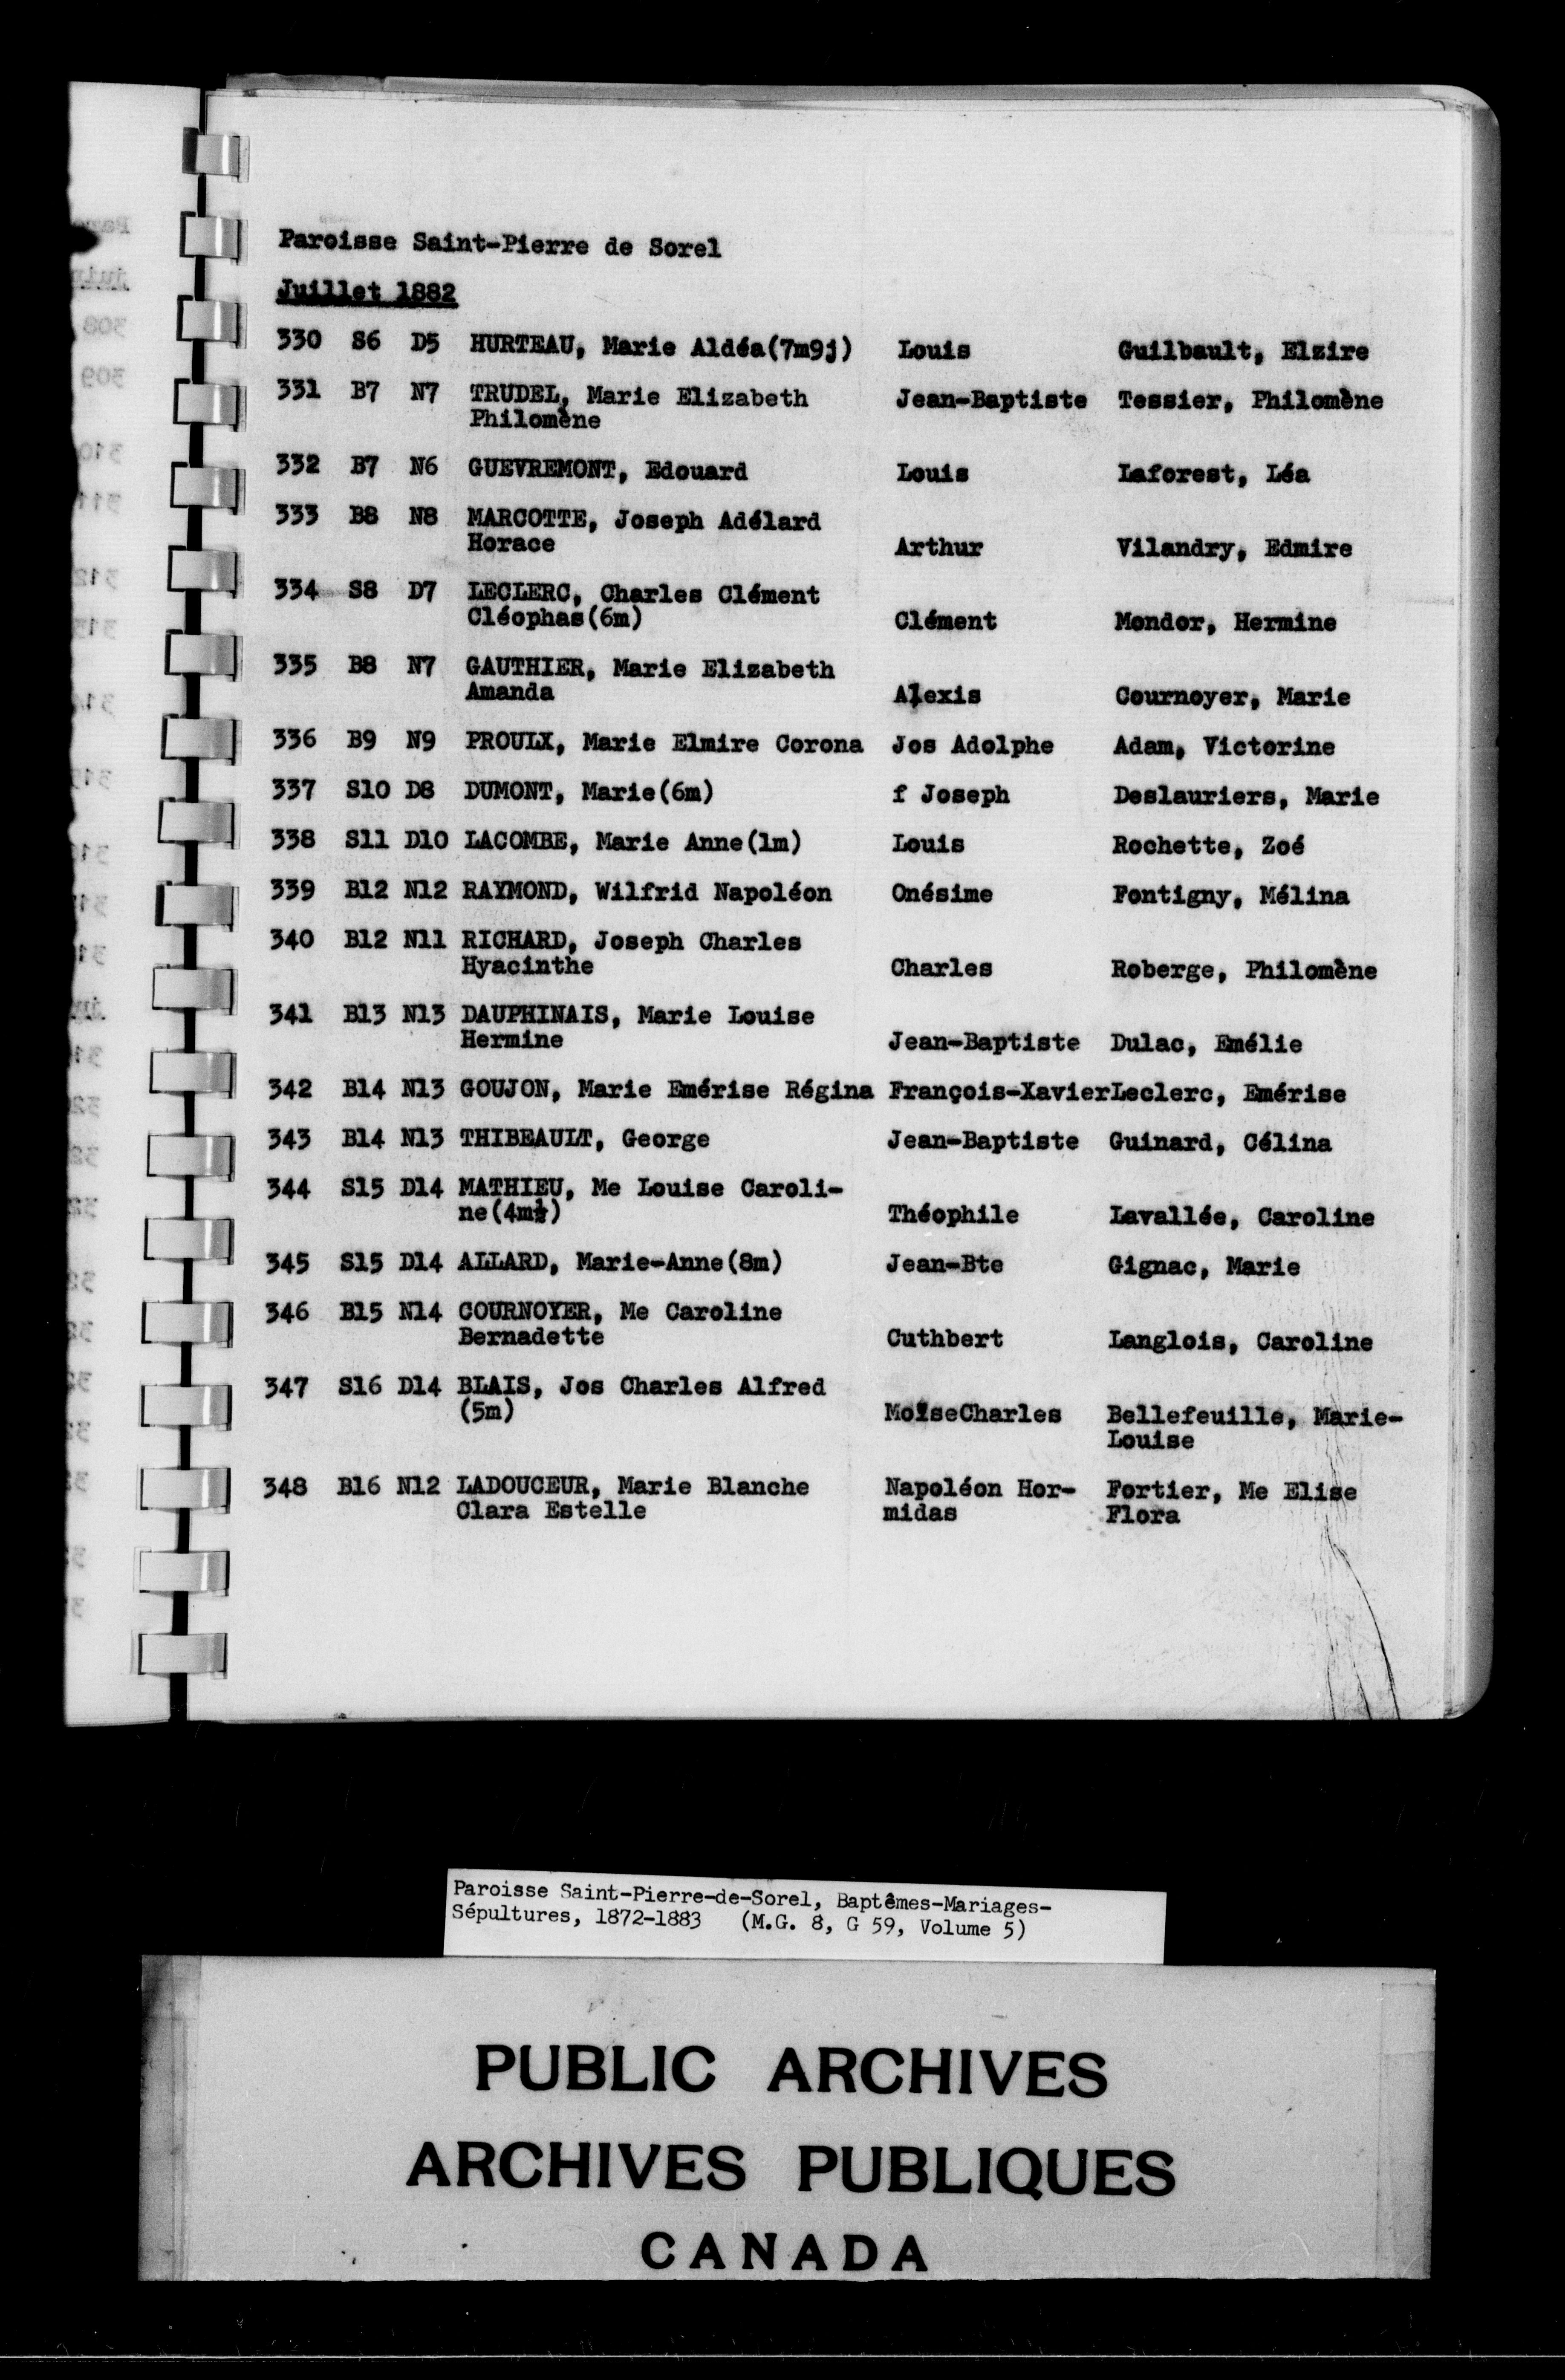 Paroisse Saint-Pierre de Sorel
Juillet 1882
330 S6 D5 HURTEAU, Marie Aldéa(7m9j) Louis Guilbault, Elzire
331 B7 N7 TRUDEL, Marie Elizabeth Jean-Baptiste Tessier, Philomène
Philomène
332 B7 N6 GUEVREMONT, Edouard Louis Laforest, Léa
333 B8 N8 MARCOTTE, Joseph Adélard
Horace Arthur Vilandry, Edmire
334 S8 D7 LECLERC, Charles Clément
Cléophas(6m) Clément Mondor, Hermine
335 B8 N7 GAUTHIER, Marie Elizabeth
Amanda Alexis Cournoyer, Marie
336 B9 N9 PROULX, Marie Elmire Corona Jos Adolphe Adam, Victorine
337 S10 D8 DUMONT, Marie(6m) f Joseph Deslauriers, Marie
338 S11 D10 LACOMBE, Marie Anne(1m) Louis Rochette, Zoé
339 B12 N12 RAYMOND, Wilfrid Napoléon Onésime Fontigny, Mélina
340 B12 N11 RICHARD, Joseph Charles
Hyacinthe Charles Roberge, Philomène
341 B13 N13 DAUPHINAIS, Marie Louise
Hermine Jean-Baptiste Dulac, Emélie
342 B14 N13 GOUJON, Marie Emérise Régina François-XavierLeclerc, Emérise
343 B14 N13 THIBEAULT, George Jean-Baptiste Guinard, Célina
344 S15 D14 MATHIEU, Me Louise Caroli-
ne(4m½) Théophile Lavallée, Caroline
345 S15 D14 ALLARD, Marie-Anne(8m) Jean-Bte Gignac, Marie
346 B15 N14 COURNOYER, Me Caroline
Bernadette Cuthbert Langlois, Caroline
347 S16 D14 BLAIS, Jos Charles Alfred
(5m) MoïseCharles Bellefeuille, Marie-
Louise
348 B16 N12 LADOUCEUR, Marie Blanche Napoléon Hor- Fortier, Me Elise
Clara Estelle midas Flora
Paroisse Saint-Pierre-de-Sorel, Baptêmes-Mariages-
Sépultures, 1872-1883 (M.G. 8, G 59, Volume 5)
PUBLIC ARCHIVES
ARCHIVES PUBLIQUES
CANADA